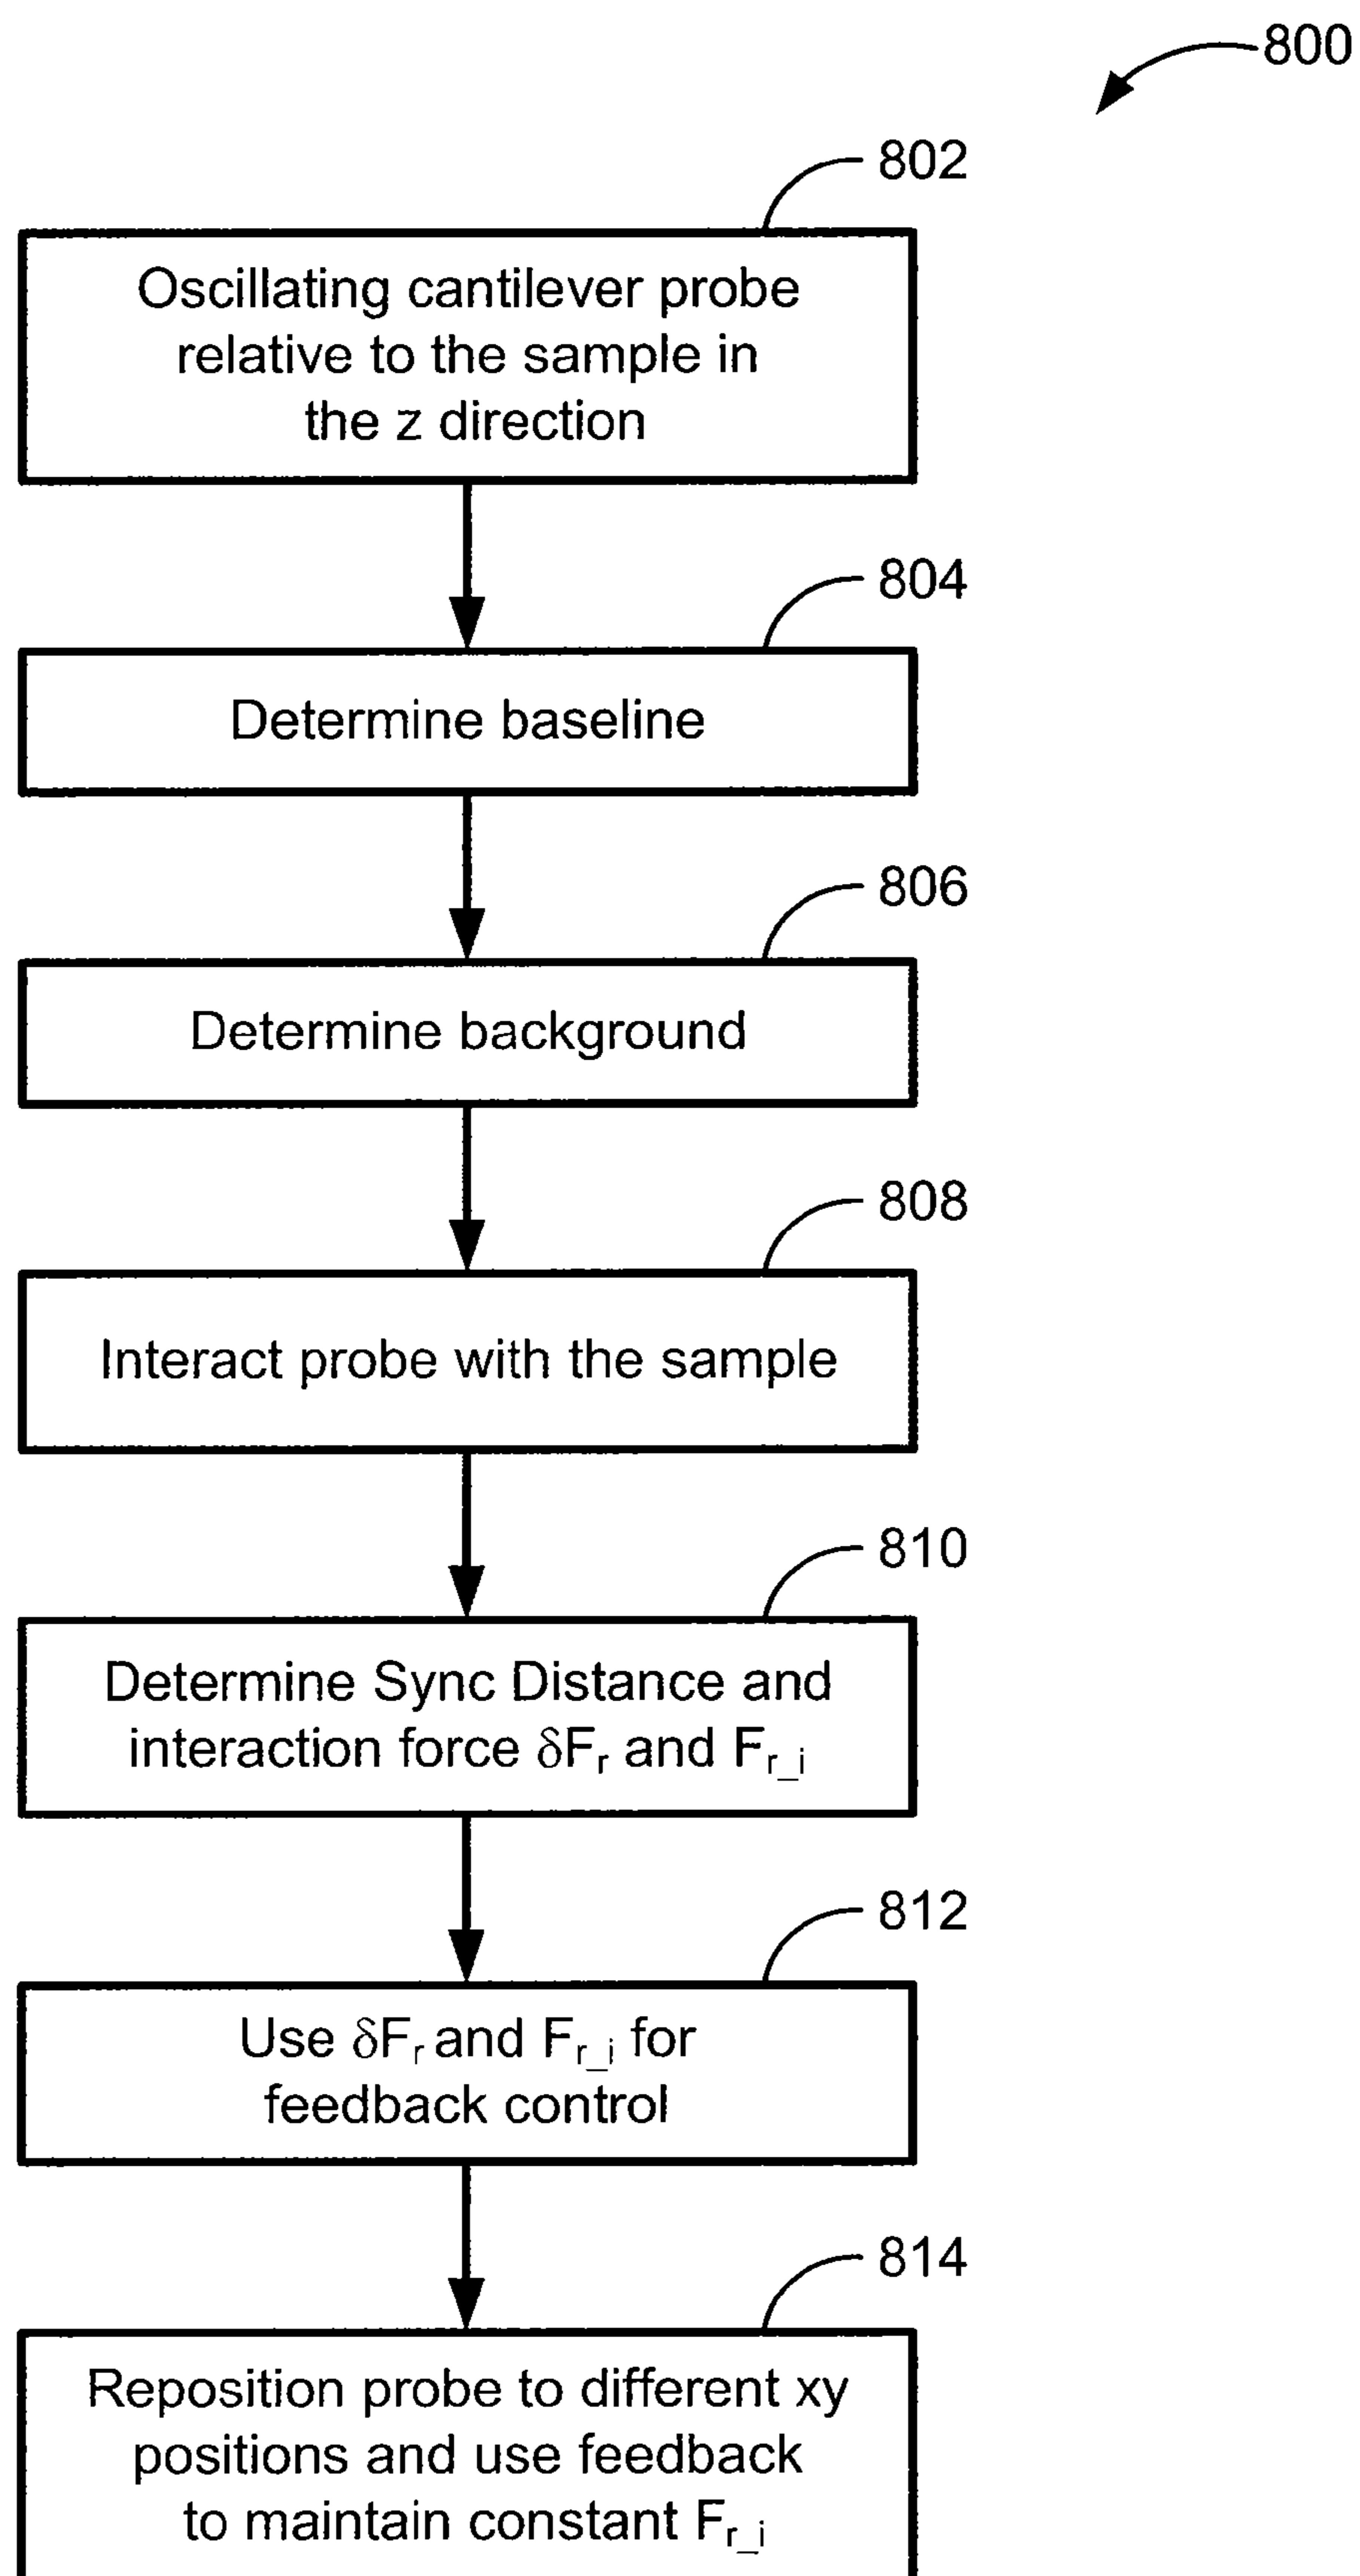 800
802
Oscillating cantilever probe
relative to the sample in
the z direction
804
Determine baseline
806
Determine background
808
Interact probe with the sample
810
Determine Sync Distance and
interaction force δFr and Fr_i
812
Use δFr and Fr_i for
feedback control
814
Reposition probe to different xy
positions and use feedback
to maintain constant Fr_i